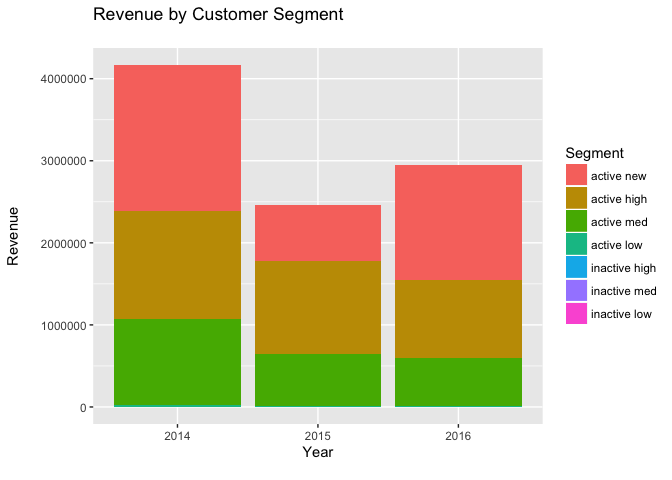 Revenue by Customer Segment
Revenue
4000000
3000000
2000000
1000000
0
2014 2015 2016
Year
Segment
active new
active high
active med
active low
inactive high
inactive med
inactive low